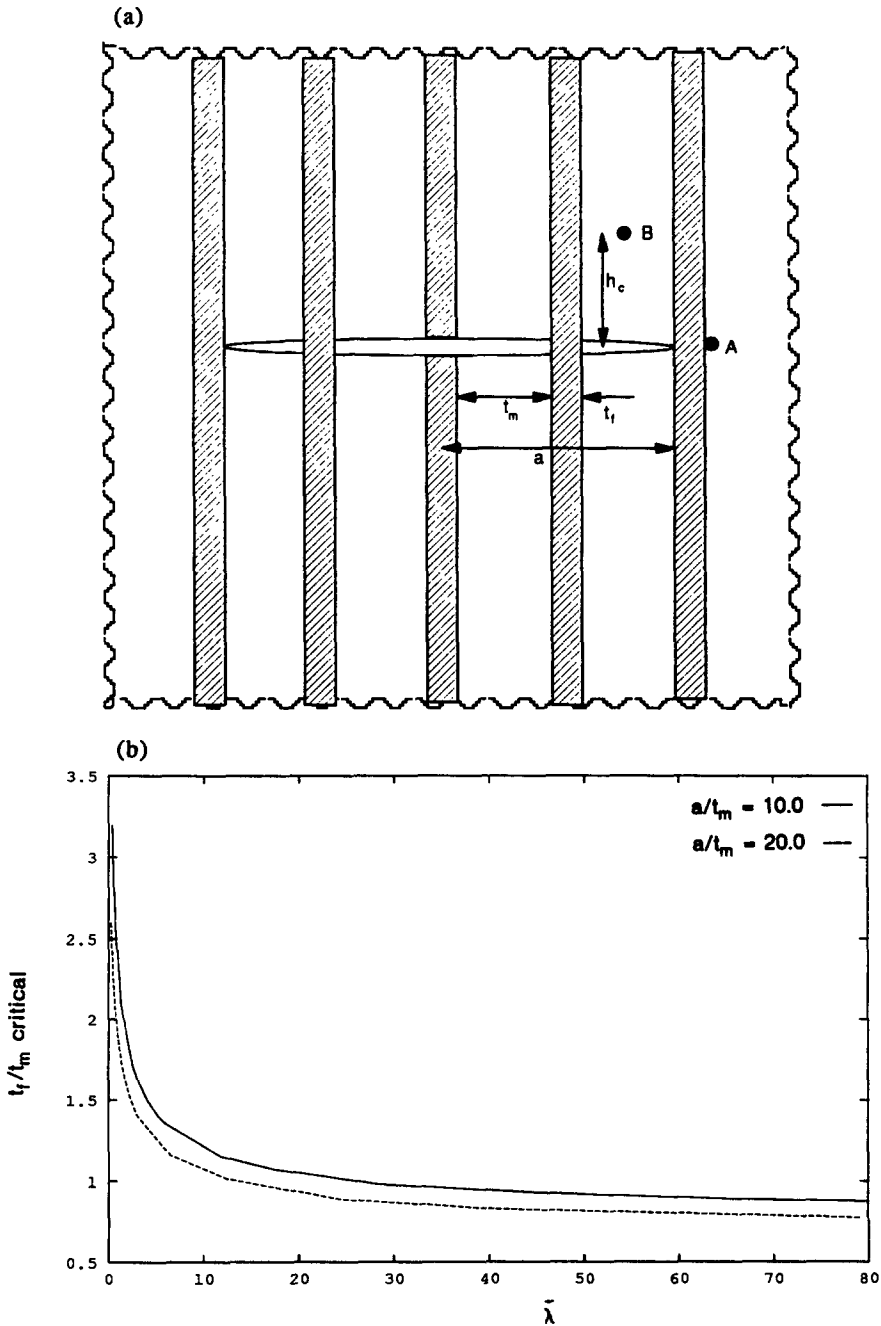 (a)
B
h_c
A
t_m
t_f
a
(b)
3.5
a/t_m = 10.0
a/t_m = 20.0
3
2.5
2
1.5
1
0.5
t_f/t_m critical
0 10 20 30 40 50 60 70 80
λ̄